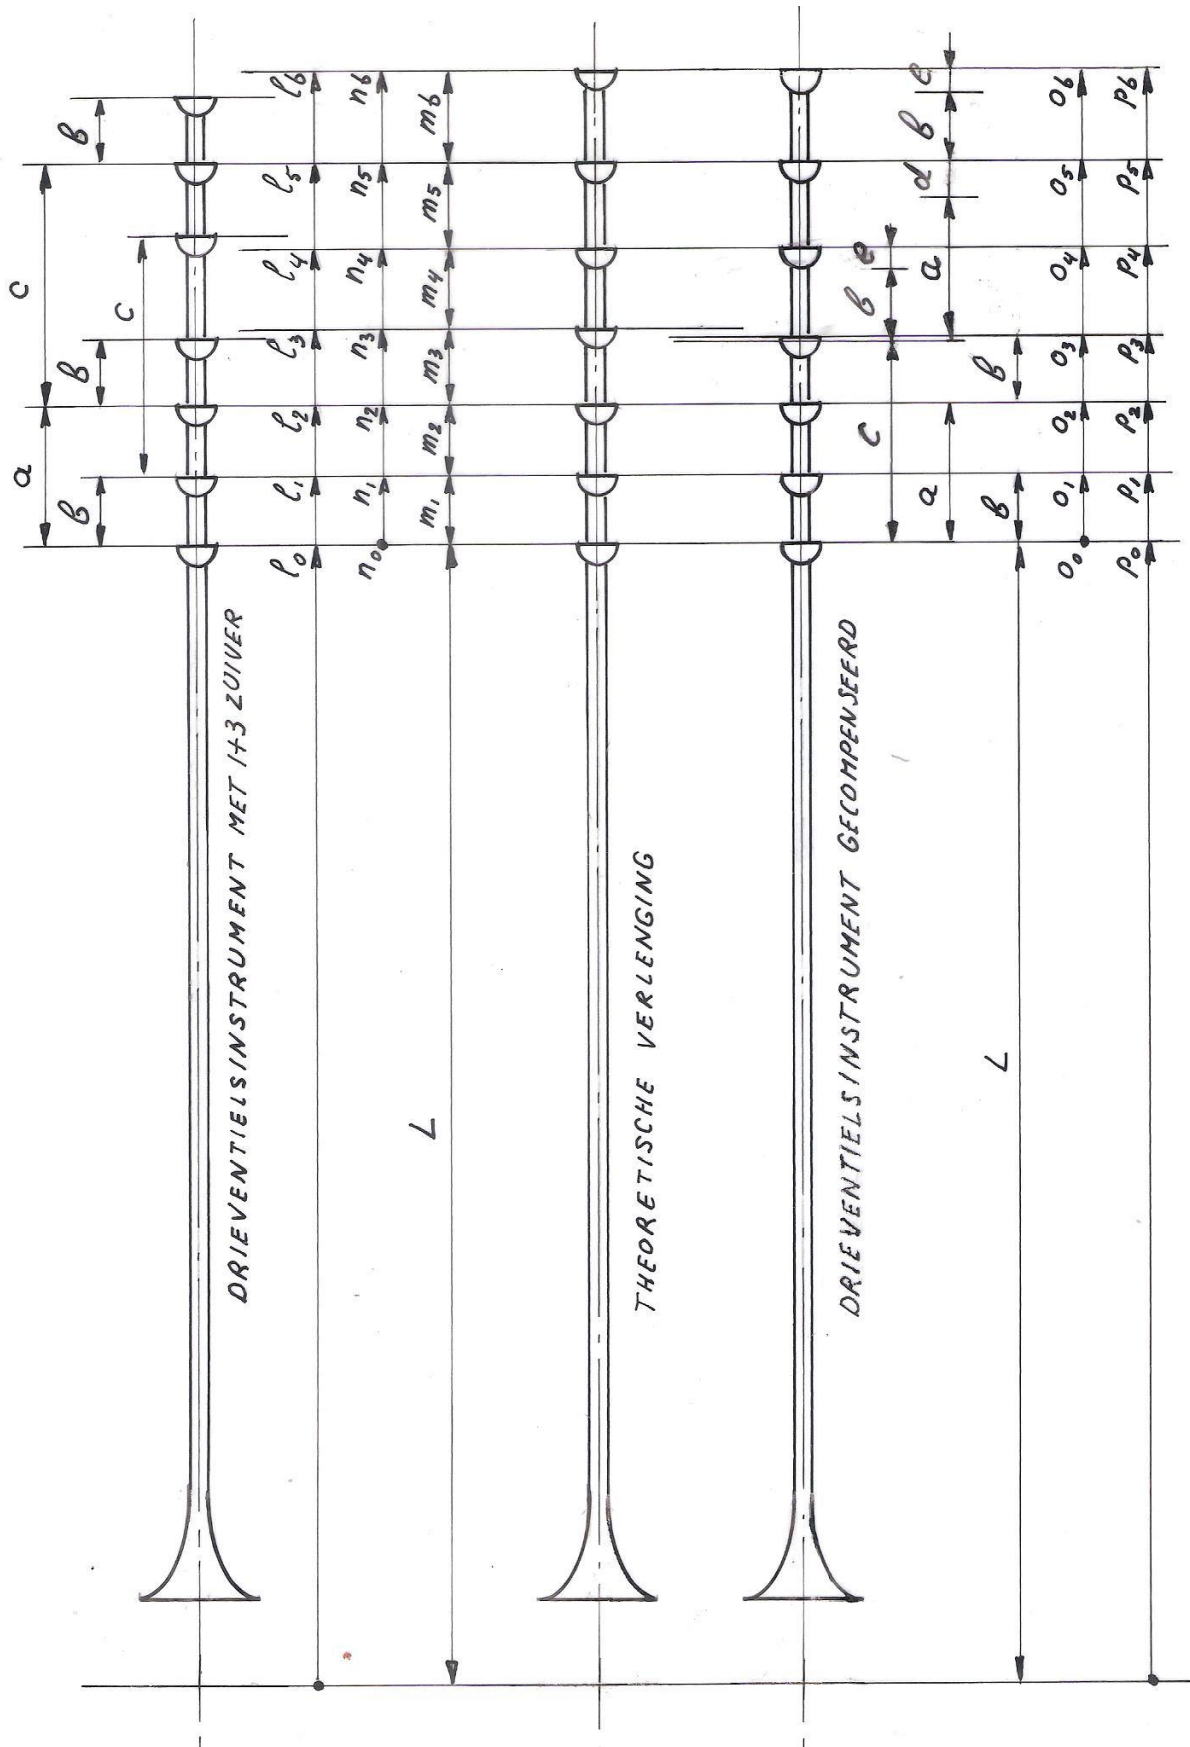 a c
b b b
c
DRIEVENTIELSINSTRUMENT MET 1+3 ZUIVER
l₀ l₁ l₂ l₃ l₄ l₅ l₆
n₀ n₁ n₂ n₃ n₄ n₅ n₆
L m₁ m₂ m₃ m₄ m₅ m₆
THEORETISCHE VERLENGING
DRIEVENTIELSINSTRUMENT GECOMPENSEERD
c b e
a a d b e
L b b
o₀ o₁ o₂ o₃ o₄ o₅ o₆
p₀ p₁ p₂ p₃ p₄ p₅ p₆